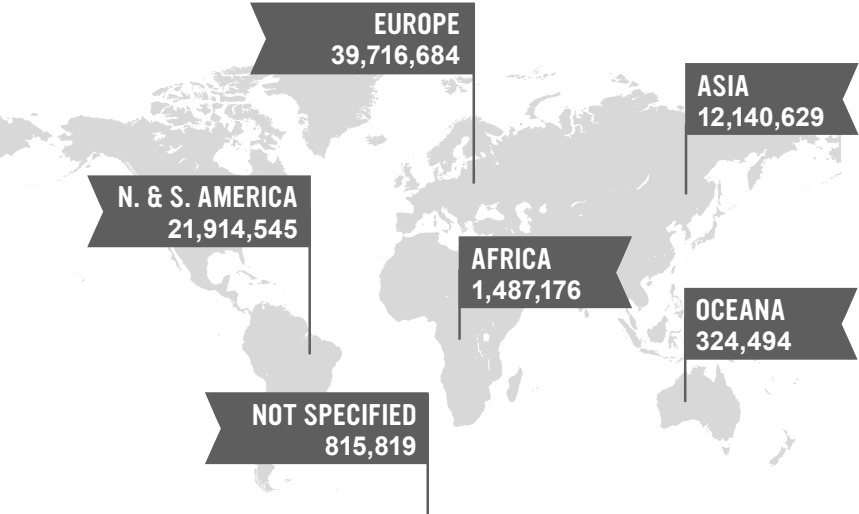 EUROPE
39,716,684
ASIA
12,140,629
N. & S. AMERICA
21,914,545
AFRICA
1,487,176
OCEANA
324,494
NOT SPECIFIED
815,819